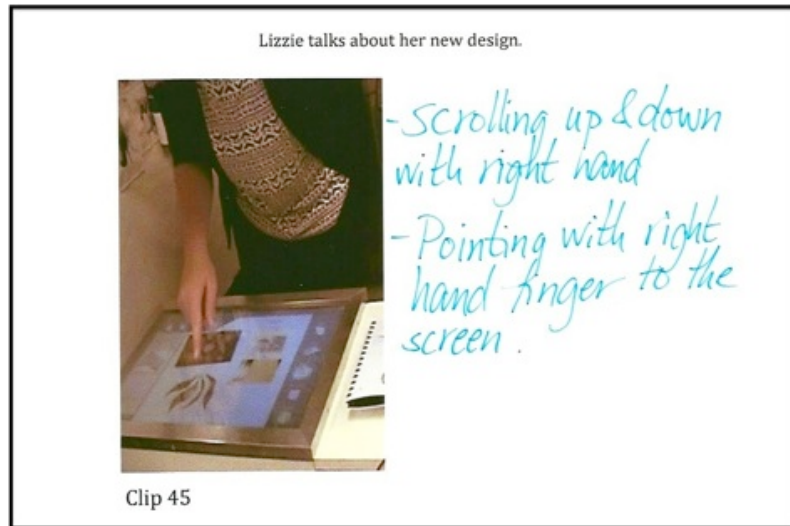 Lizzie talks about her new design.
- scrolling up & down
with right hand
- Pointing with right
hand finger to the
screen.
Clip 45